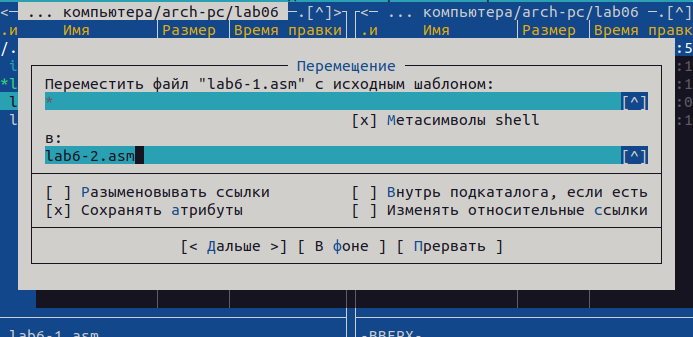 <─ ... компьютера/arch-pc/lab06 ─.[^]>
<─ ... компьютера/arch-pc/lab06 ─.[^]>
.и Имя Размер Время правки
.и Имя Размер Время правк
Перемещение
Переместить файл "lab6-1.asm" с исходным шаблоном:
* [^]
[x] Метасимволы shell
в:
lab6-2.asm [^]
[ ] Разыменовывать ссылки [ ] Внутрь подкаталога, если есть
[x] Сохранять атрибуты [ ] Изменять относительные ссылки
[< Дальше >] [ В фоне ] [ Прервать ]
lab6-1.asm
-ВВЕРХ-